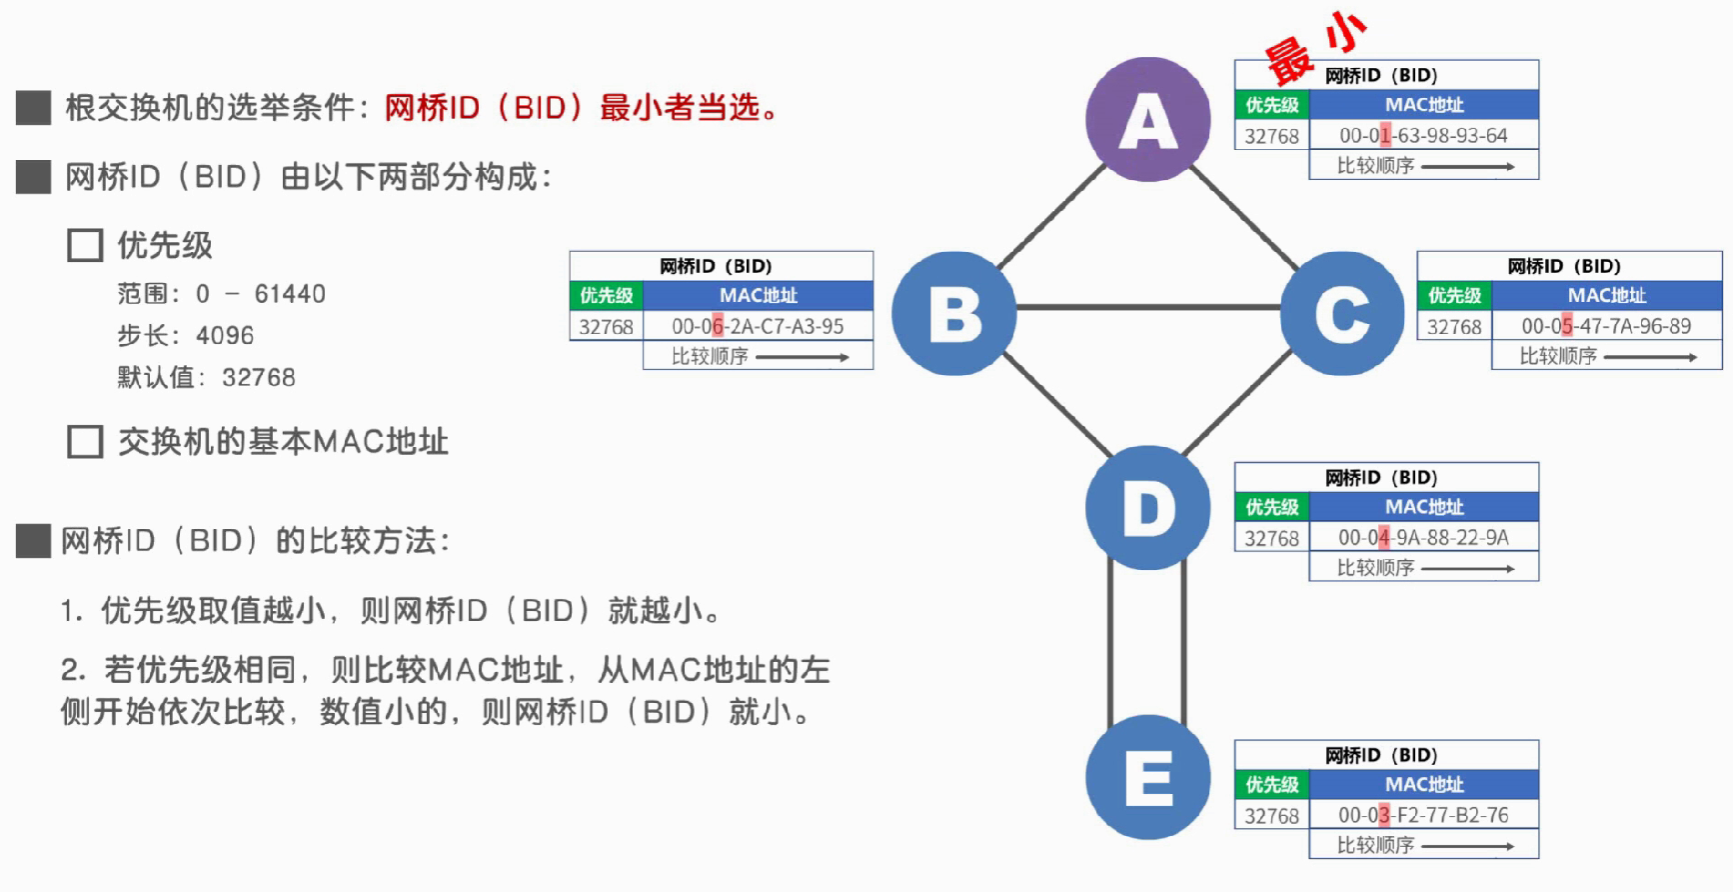 根交换机的选举条件：网桥ID（BID）最小者当选。
网桥ID（BID）由以下两部分构成：
优先级
范围：0 – 61440
步长：4096
默认值：32768
交换机的基本MAC地址
网桥ID（BID）的比较方法：
1. 优先级取值越小，则网桥ID（BID）就越小。
2. 若优先级相同，则比较MAC地址，从MAC地址的左
侧开始依次比较，数值小的，则网桥ID（BID）就小。
最小
A
网桥ID（BID）
优先级 MAC地址
32768 00-01-63-98-93-64
比较顺序
网桥ID（BID）
优先级 MAC地址
32768 00-06-2A-C7-A3-95
比较顺序
B
C
网桥ID（BID）
优先级 MAC地址
32768 00-05-47-7A-96-89
比较顺序
D
网桥ID（BID）
优先级 MAC地址
32768 00-04-9A-88-22-9A
比较顺序
E
网桥ID（BID）
优先级 MAC地址
32768 00-03-F2-77-B2-76
比较顺序